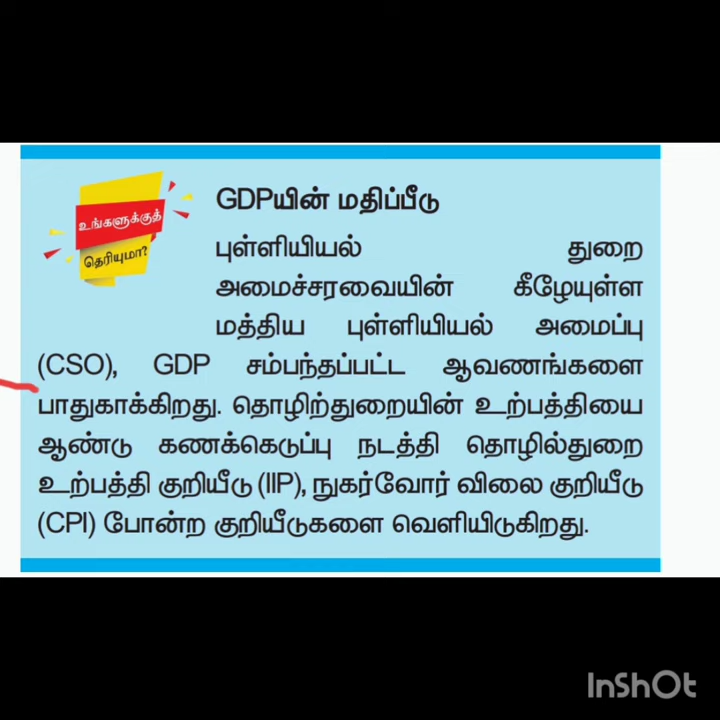 உங்களுக்குத்
தெரியுமா?
GDPயின் மதிப்பீடு
புள்ளியியல் துறை
அமைச்சரவையின் கீழேயுள்ள
மத்திய புள்ளியியல் அமைப்பு
(CSO), GDP சம்பந்தப்பட்ட ஆவணங்களை
பாதுகாக்கிறது. தொழிற்துறையின் உற்பத்தியை
ஆண்டு கணக்கெடுப்பு நடத்தி தொழில்துறை
உற்பத்தி குறியீடு (IIP), நுகர்வோர் விலை குறியீடு
(CPI) போன்ற குறியீடுகளை வெளியிடுகிறது.
InShOt